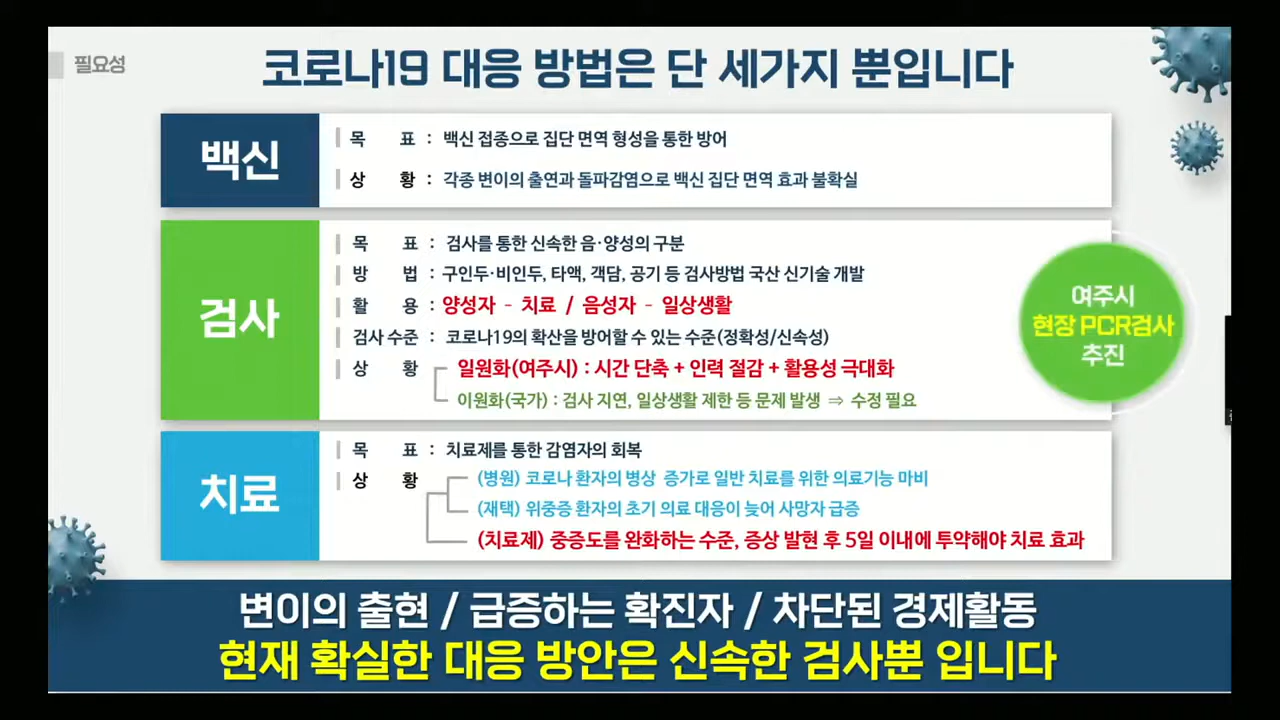 필요성
코로나19 대응 방법은 단 세가지 뿐입니다
백신
목 표 : 백신 접종으로 집단 면역 형성을 통한 방어
상 황 : 각종 변이의 출연과 돌파감염으로 백신 집단 면역 효과 불확실
검사
목 표 : 검사를 통한 신속한 음·양성의 구분
방 법 : 구인두·비인두, 타액, 객담, 공기 등 검사방법 국산 신기술 개발
활 용 : 양성자 - 치료 / 음성자 - 일상생활
검사 수준 : 코로나19의 확산을 방어할 수 있는 수준(정확성/신속성)
상 황
일원화(여주시) : 시간 단축 + 인력 절감 + 활용성 극대화
이원화(국가) : 검사 지연, 일상생활 제한 등 문제 발생 ⇒ 수정 필요
여주시
현장 PCR검사
추진
치료
목 표 : 치료제를 통한 감염자의 회복
상 황
(병원) 코로나 환자의 병상 증가로 일반 치료를 위한 의료기능 마비
(재택) 위중증 환자의 초기 의료 대응이 늦어 사망자 급증
(치료제) 중증도를 완화하는 수준, 증상 발현 후 5일 이내에 투약해야 치료 효과
변이의 출현 / 급증하는 확진자 / 차단된 경제활동
현재 확실한 대응 방안은 신속한 검사뿐 입니다